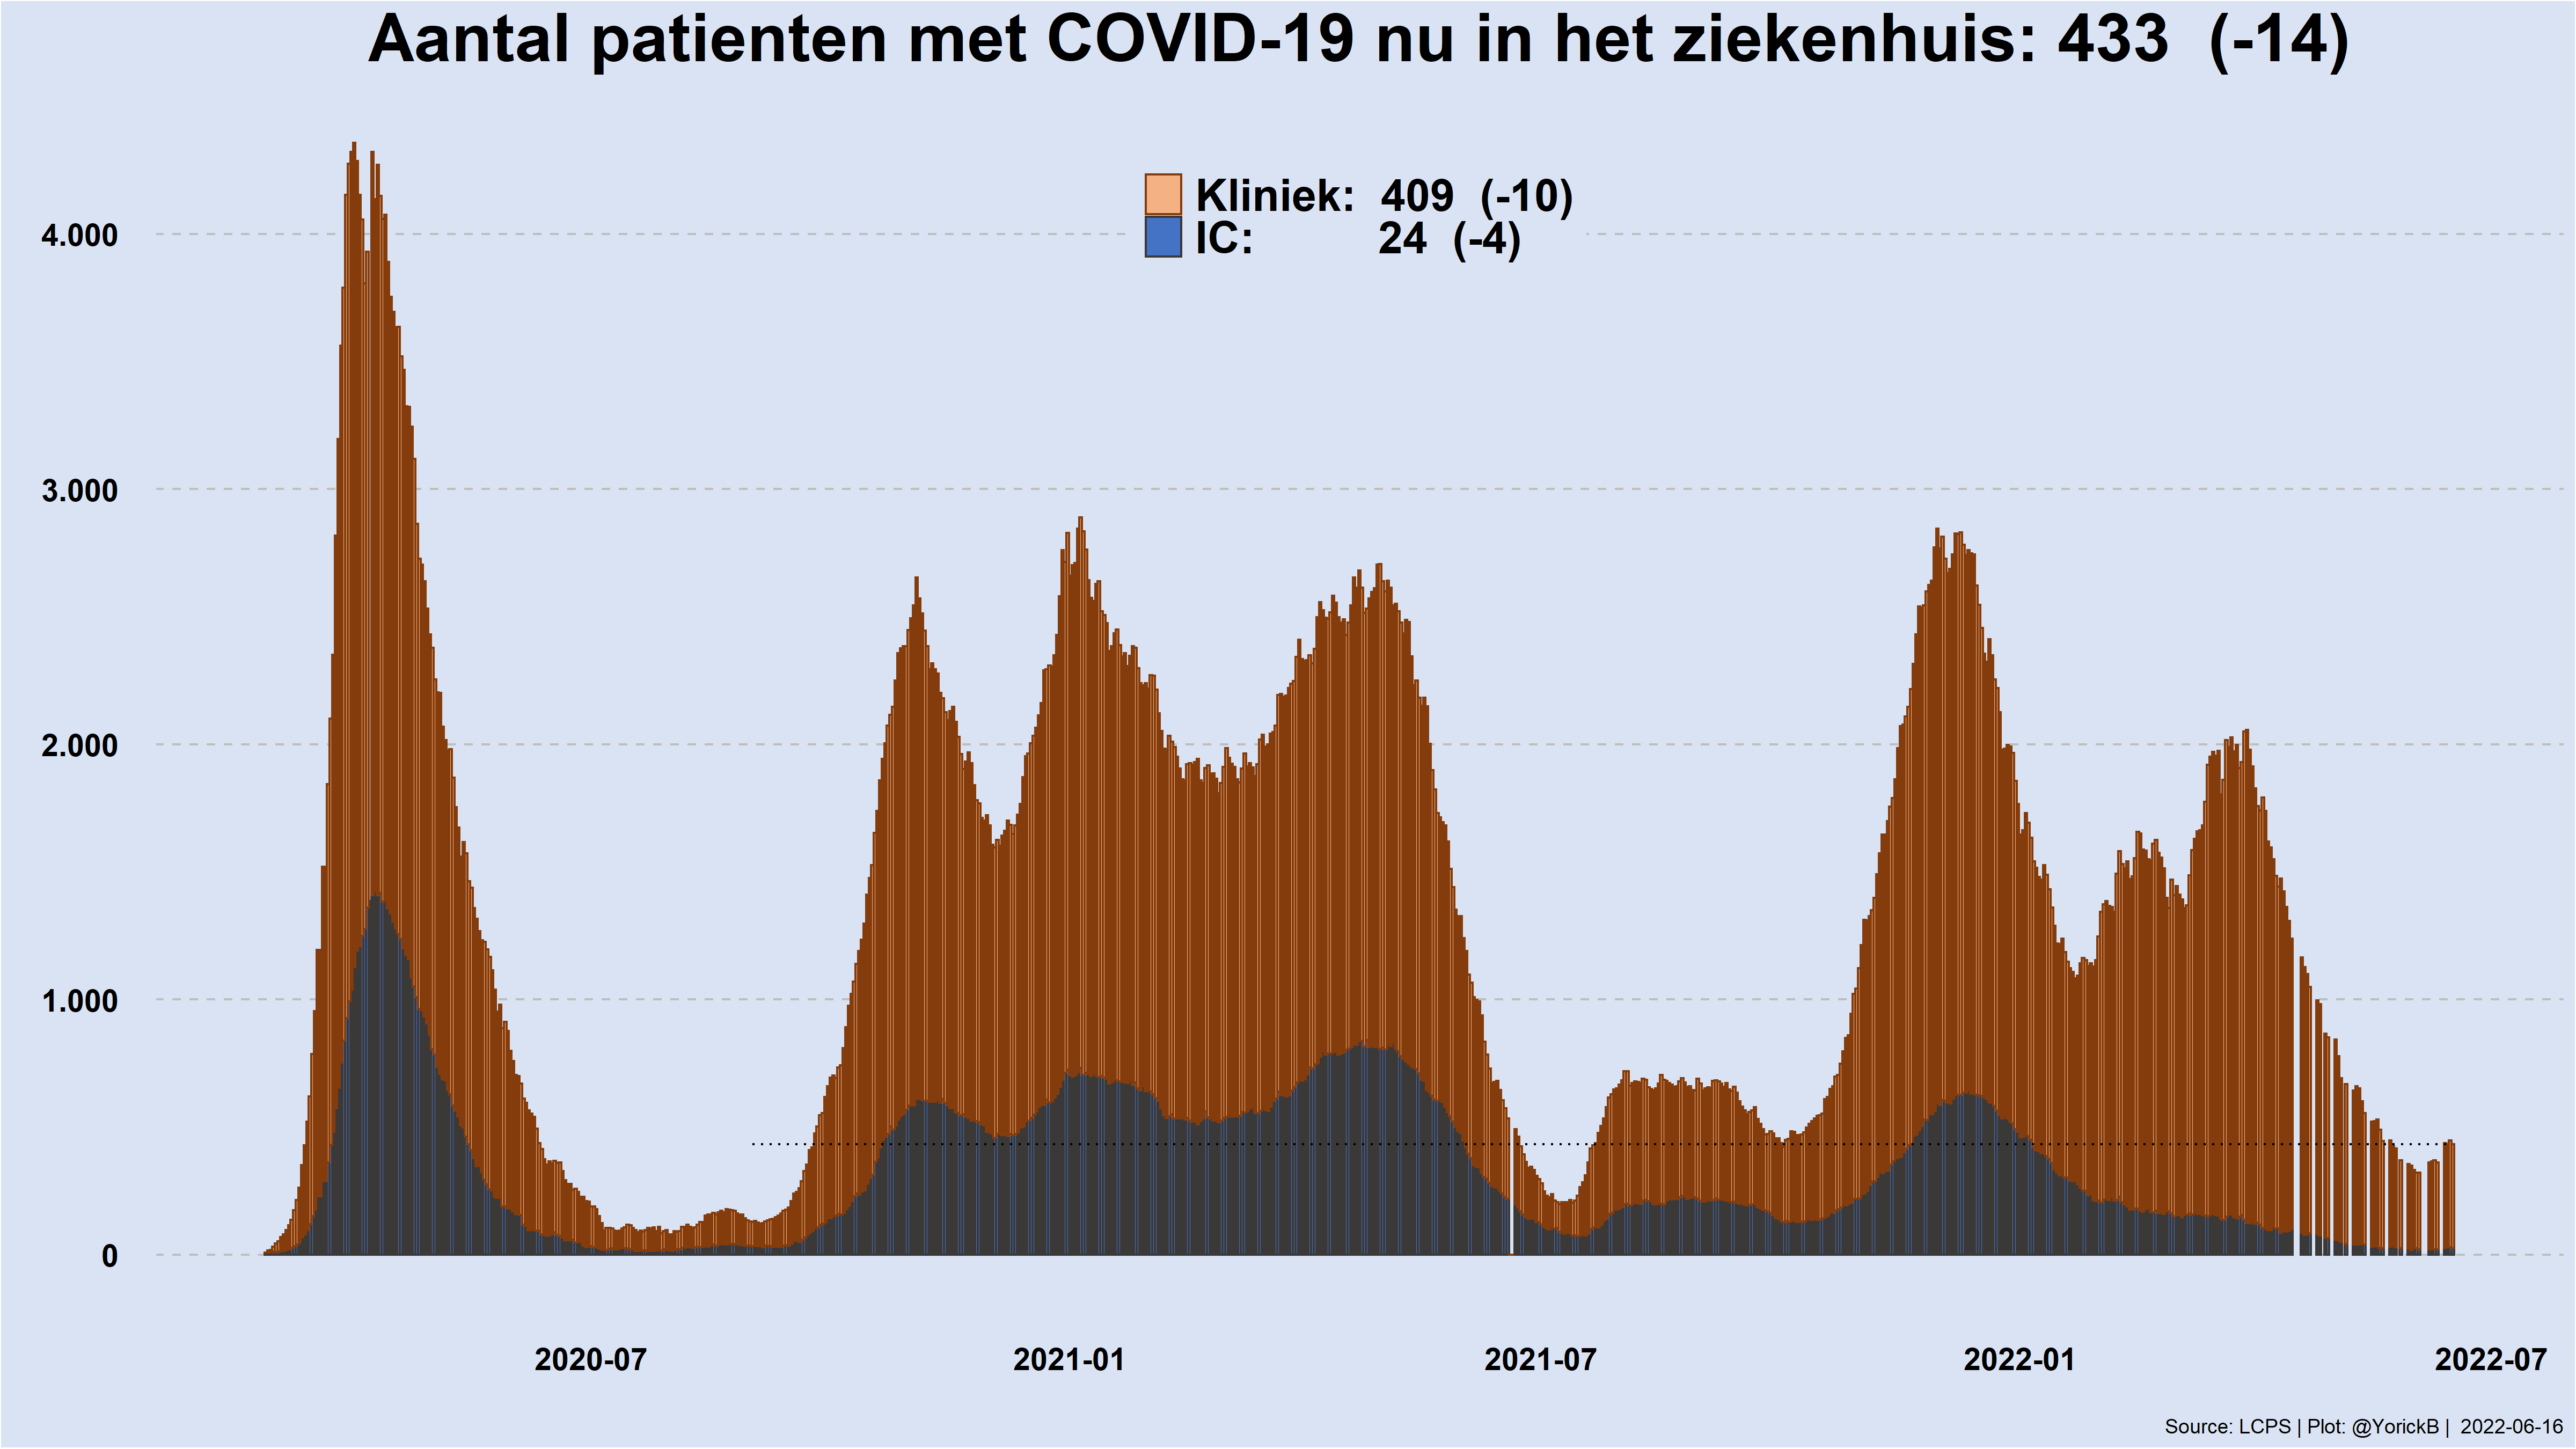 Aantal patienten met COVID-19 nu in het ziekenhuis: 433 (-14)
Kliniek: 409 (-10)
IC: 24 (-4)
4.000
3.000
2.000
1.000
0
2020-07 2021-01 2021-07 2022-01 2022-07
Source: LCPS | Plot: @YorickB | 2022-06-16